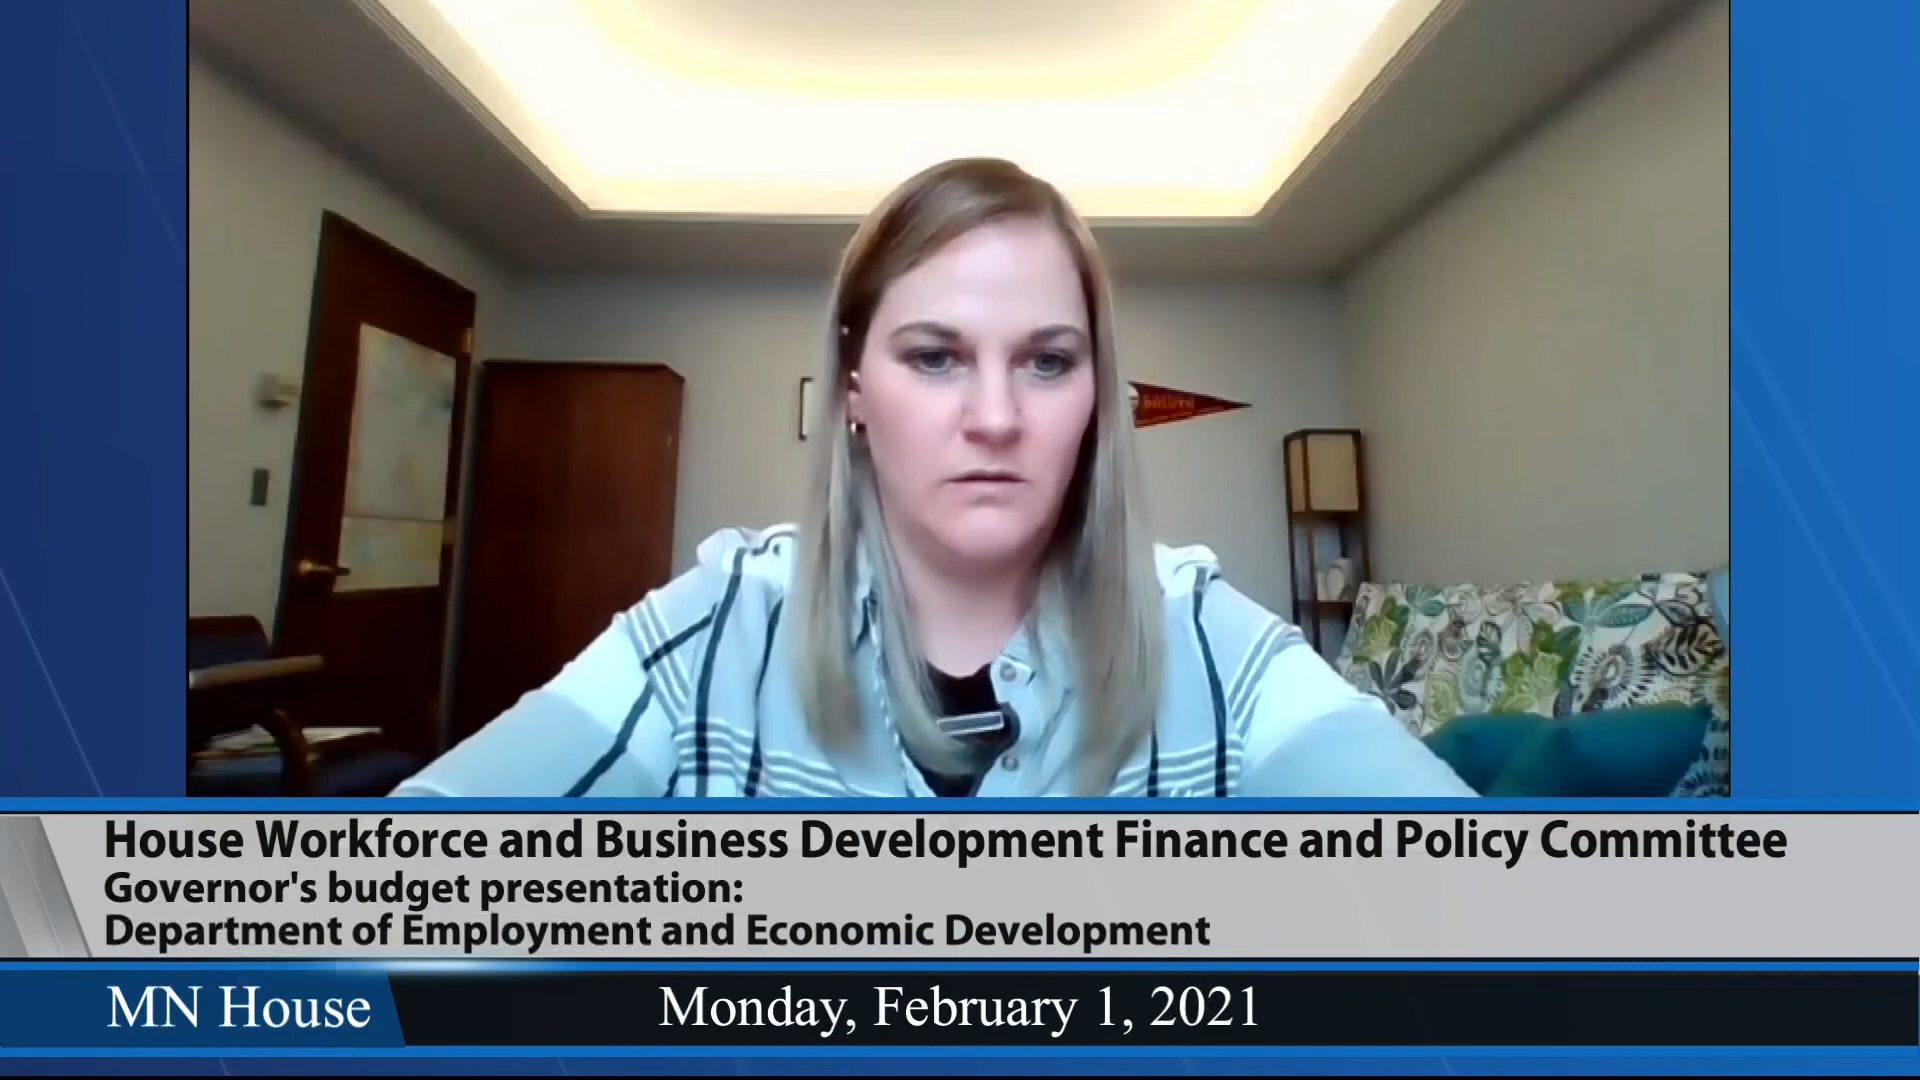 DULUTH
House Workforce and Business Development Finance and Policy Committee
Governor's budget presentation:
Department of Employment and Economic Development
MN House
Monday, February 1, 2021